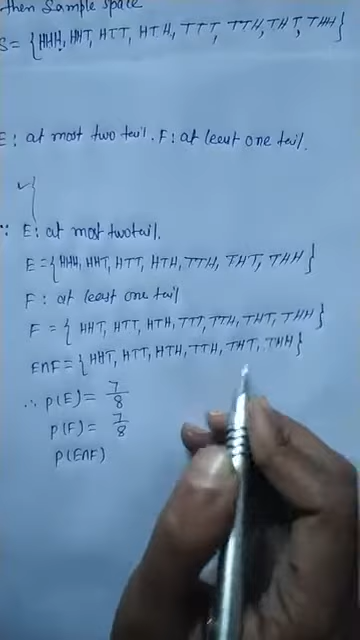 then Sample space
S = {HHH, HHT, HTT, HTH, TTT, TTH, THT, THH}
E: at most two tail. F: at least one tail.
∵ E: at most two tail.
E = {HHH, HHT, HTT, HTH, TTH, THT, THH}
F: at least one tail
F = {HHT, HTT, HTH, TTT, TTH, THT, THH}
E∩F = {HHT, HTT, HTH, TTH, THT, THH}
∴ P(E) = 7/8
P(F) = 7/8
P(E∩F)